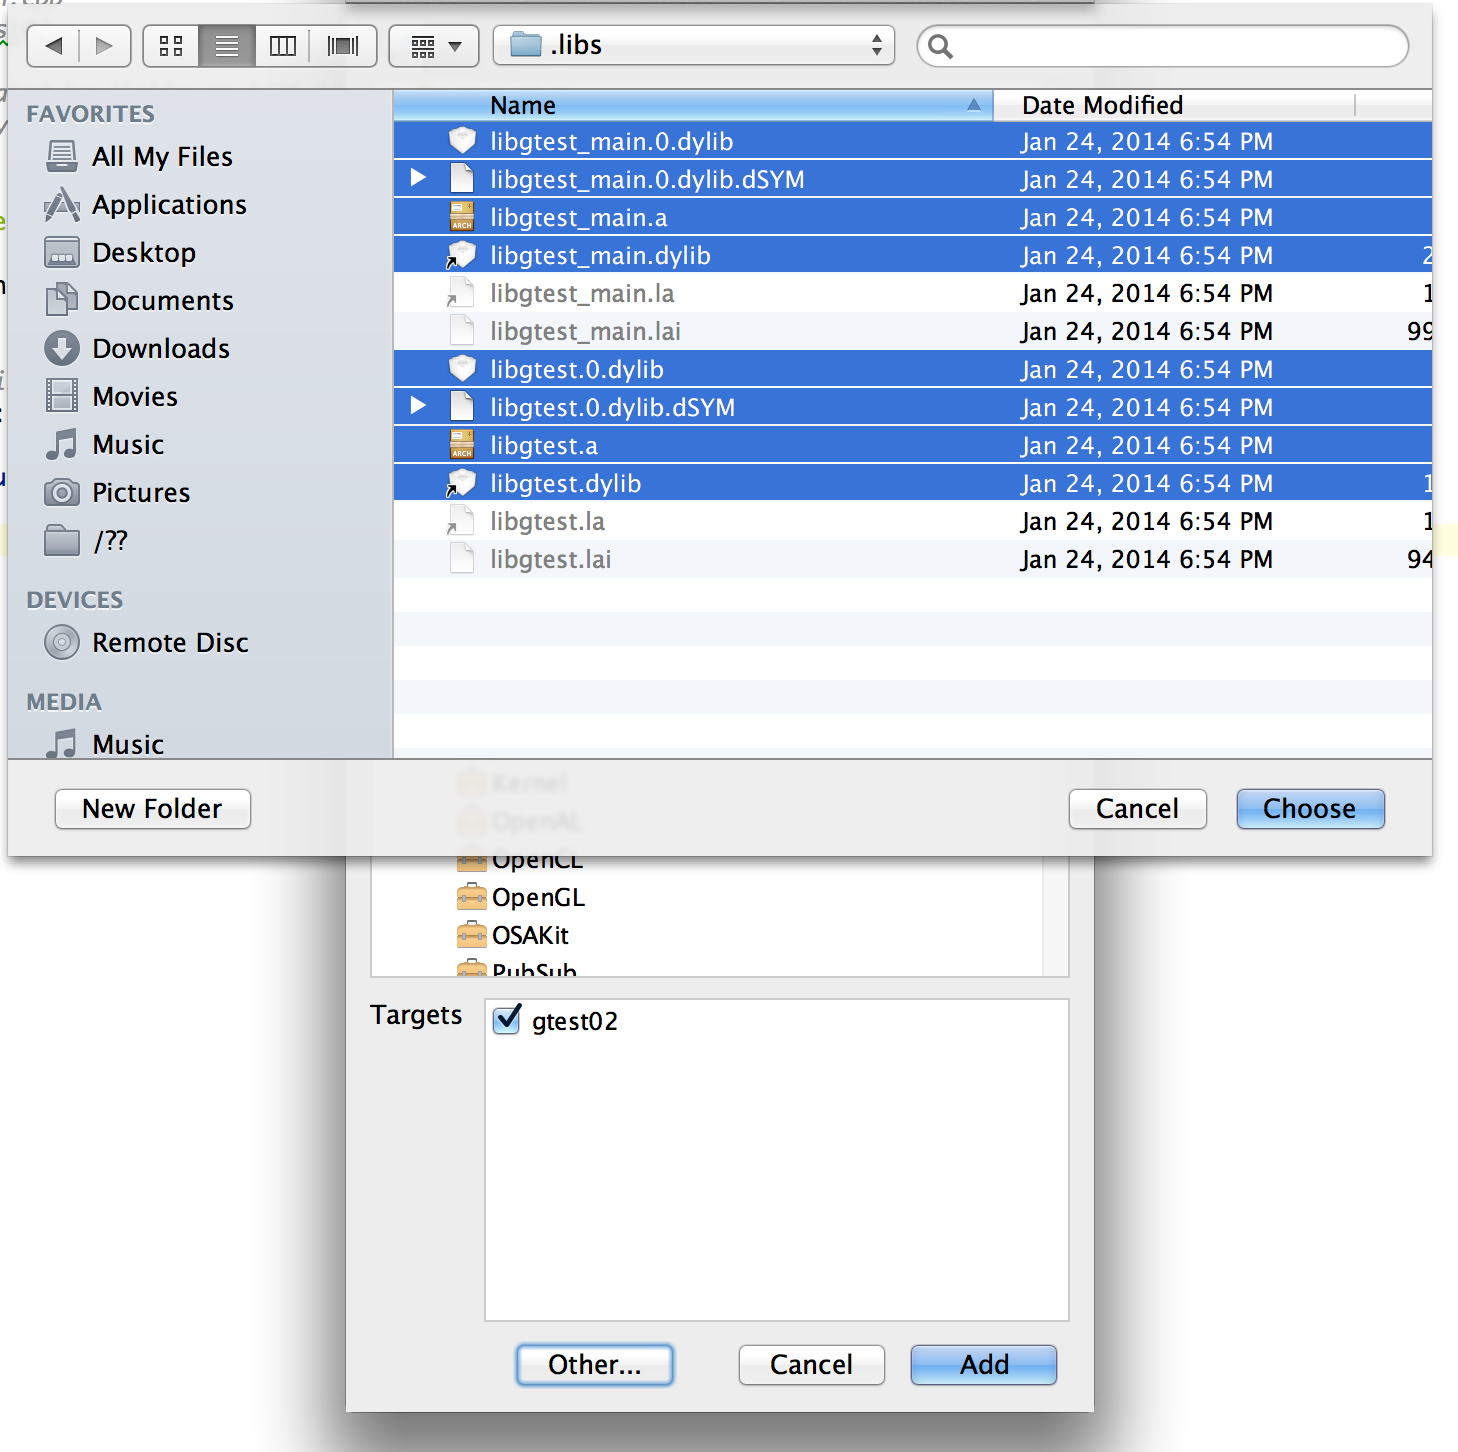 .libs
FAVORITES
All My Files
Applications
Desktop
Documents
Downloads
Movies
Music
Pictures
/??
DEVICES
Remote Disc
MEDIA
Music
Name Date Modified
libgtest_main.0.dylib Jan 24, 2014 6:54 PM
libgtest_main.0.dylib.dSYM Jan 24, 2014 6:54 PM
ARCH libgtest_main.a Jan 24, 2014 6:54 PM
libgtest_main.dylib Jan 24, 2014 6:54 PM 2
libgtest_main.la Jan 24, 2014 6:54 PM 1
libgtest_main.lai Jan 24, 2014 6:54 PM 99
libgtest.0.dylib Jan 24, 2014 6:54 PM
libgtest.0.dylib.dSYM Jan 24, 2014 6:54 PM
ARCH libgtest.a Jan 24, 2014 6:54 PM
libgtest.dylib Jan 24, 2014 6:54 PM 1
libgtest.la Jan 24, 2014 6:54 PM 1
libgtest.lai Jan 24, 2014 6:54 PM 94
Kernel
OpenAL
New Folder Cancel Choose
OpenCL
OpenGL
OSAKit
PubSub
Targets gtest02
Other... Cancel Add